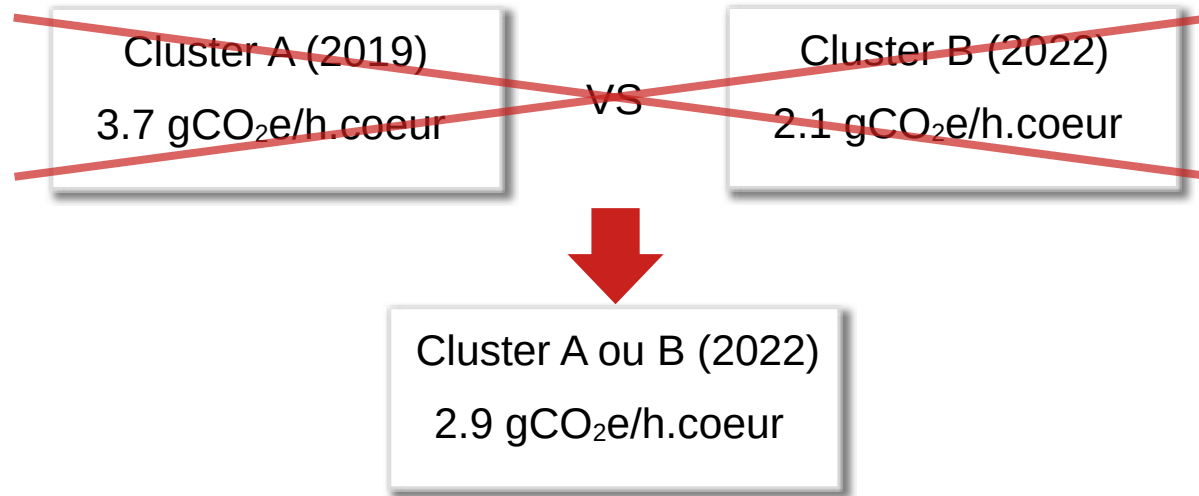 Cluster A (2019)
3.7 gCO₂e/h.coeur
VS
Cluster B (2022)
2.1 gCO₂e/h.coeur
Cluster A ou B (2022)
2.9 gCO₂e/h.coeur